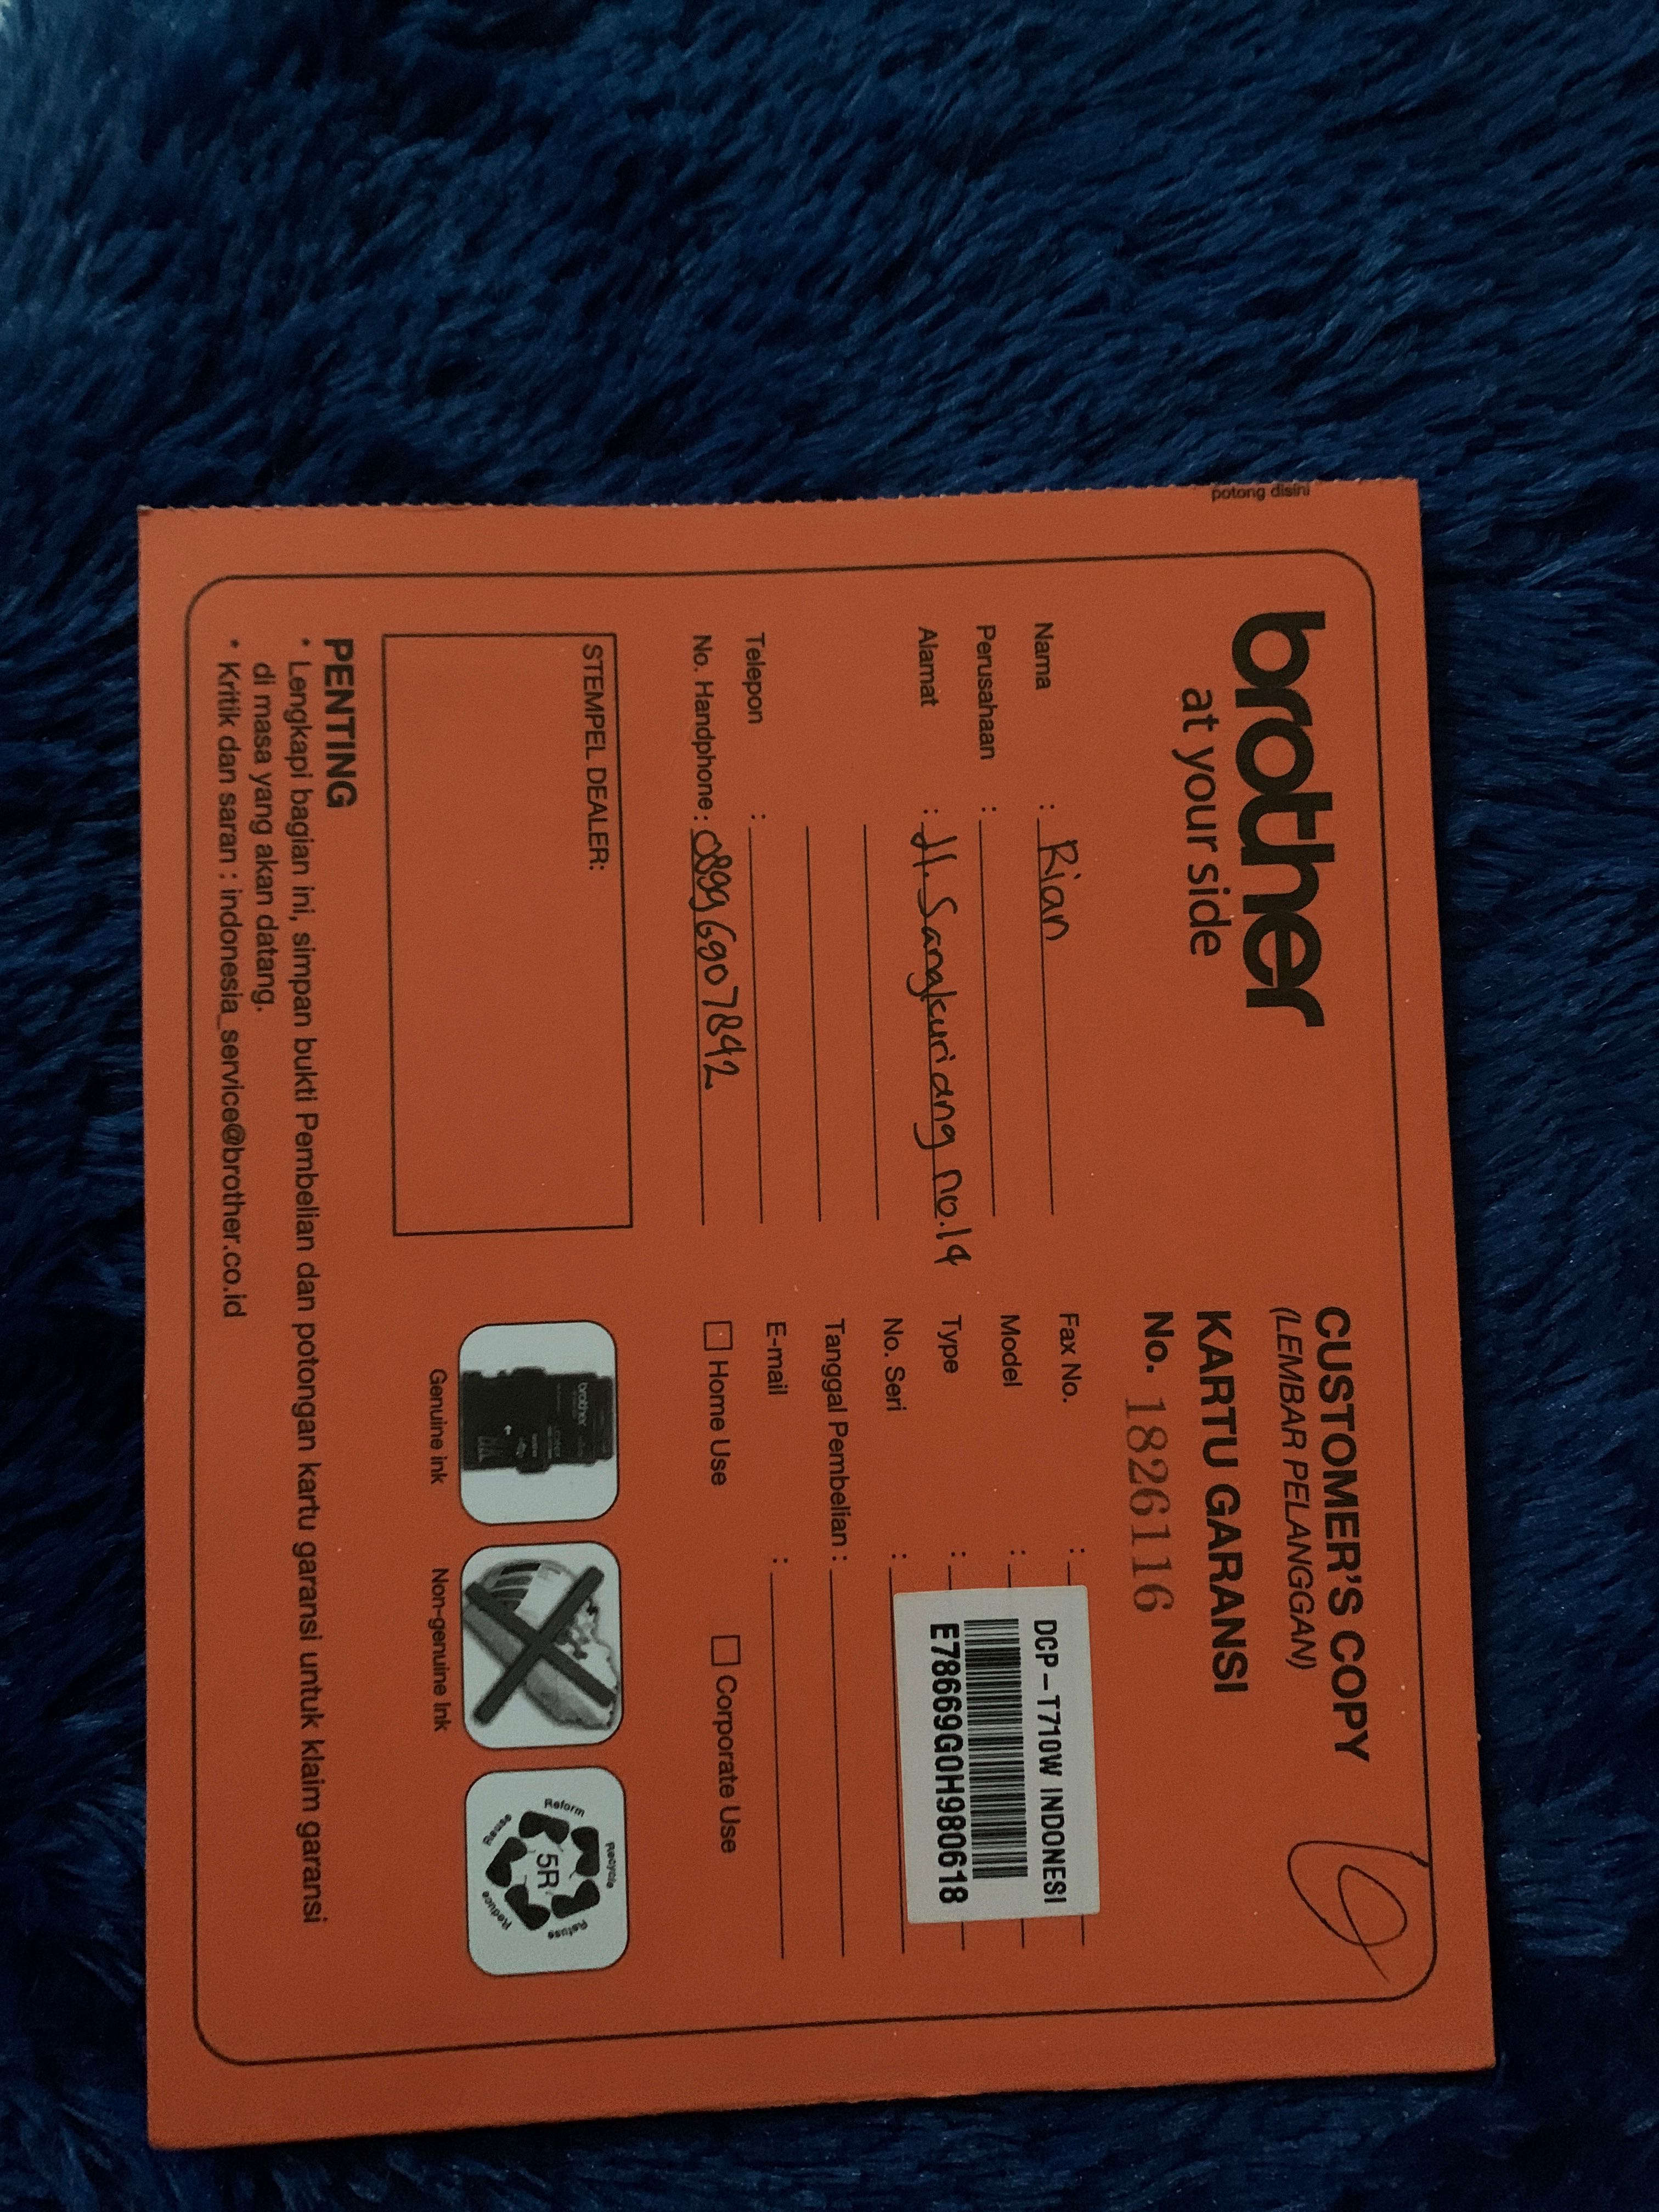 potong disini
brother
at your side
CUSTOMER'S COPY
(LEMBAR PELANGGAN)
KARTU GARANSI
No. 1826116
Nama : Rian
Perusahaan :
Alamat : Jl. Sangkuriang no.14
Telepon :
No. Handphone : 08996907842
Fax No. :
Model :
Type :
No. Seri :
DCP-T710W INDONESI
E78669G0H980618
Tanggal Pembelian :
E-mail :
Home Use
Corporate Use
STEMPEL DEALER:
brother
Genuine ink
Non-genuine Ink
5R
Reform
Recycle
Refuse
Reduce
Reuse
PENTING
* Lengkapi bagian ini, simpan bukti Pembelian dan potongan kartu garansi untuk klaim garansi
di masa yang akan datang.
* Kritik dan saran : indonesia_service@brother.co.id